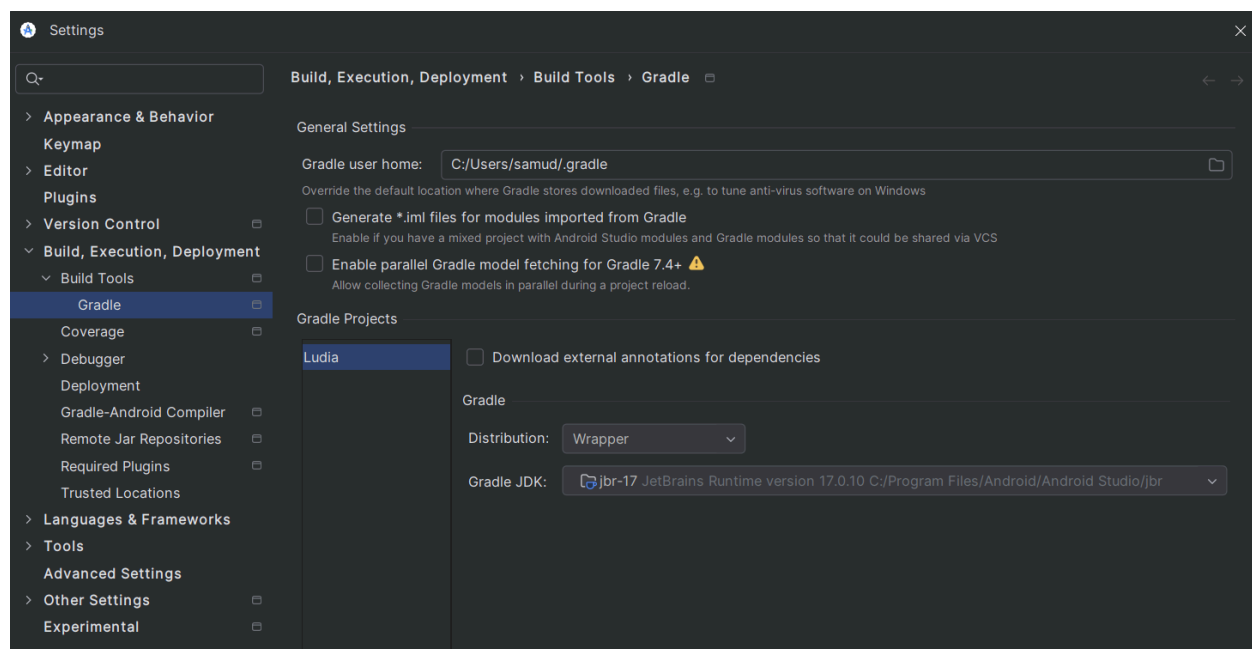 Settings
Build, Execution, Deployment › Build Tools › Gradle
Appearance & Behavior
Keymap
Editor
Plugins
Version Control
Build, Execution, Deployment
Build Tools
Gradle
Coverage
Debugger
Deployment
Gradle-Android Compiler
Remote Jar Repositories
Required Plugins
Trusted Locations
Languages & Frameworks
Tools
Advanced Settings
Other Settings
Experimental
General Settings
Gradle user home: C:/Users/samud/.gradle
Override the default location where Gradle stores downloaded files, e.g. to tune anti-virus software on Windows
Generate *.iml files for modules imported from Gradle
Enable if you have a mixed project with Android Studio modules and Gradle modules so that it could be shared via VCS
Enable parallel Gradle model fetching for Gradle 7.4+
Allow collecting Gradle models in parallel during a project reload.
Gradle Projects
Ludia
Download external annotations for dependencies
Gradle
Distribution: Wrapper
Gradle JDK: jbr-17 JetBrains Runtime version 17.0.10 C:/Program Files/Android/Android Studio/jbr